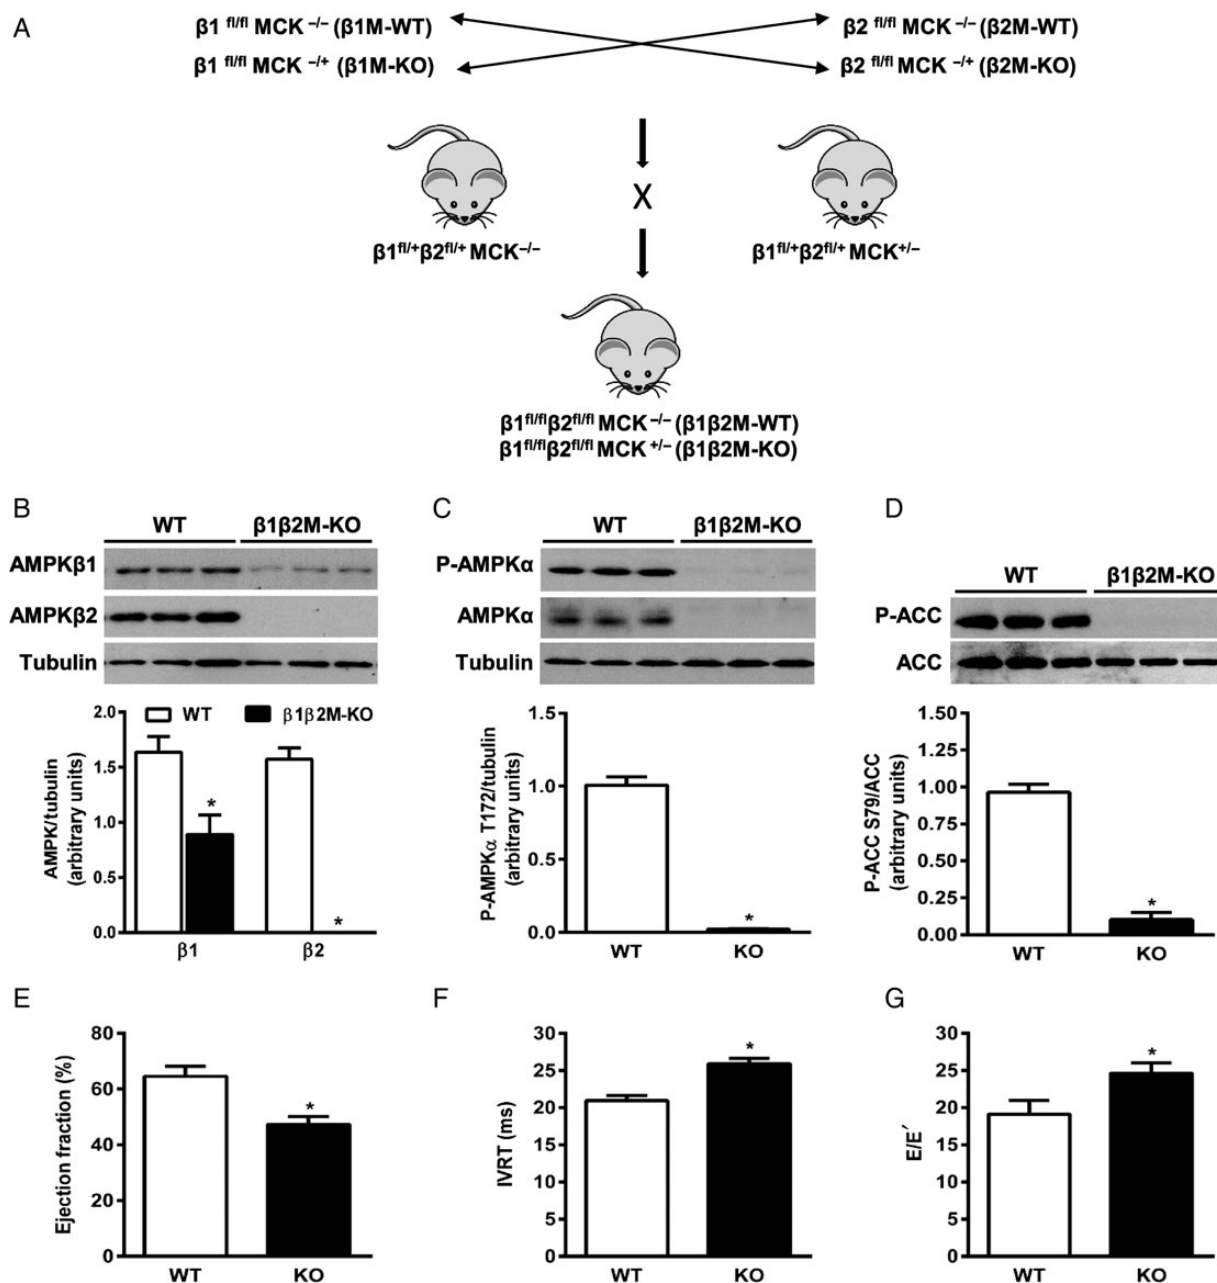 A
β1 fl/fl MCK –/– (β1M-WT)
β2 fl/fl MCK –/– (β2M-WT)
β1 fl/fl MCK –/+ (β1M-KO)
β2 fl/fl MCK –/+ (β2M-KO)
X
β1fl/+β2fl/+ MCK–/–
β1fl/+β2fl/+ MCK+/–
β1fl/flβ2fl/fl MCK –/– (β1β2M-WT)
β1fl/flβ2fl/fl MCK +/– (β1β2M-KO)
B
WT β1β2M-KO
AMPKβ1
AMPKβ2
Tubulin
WT β1β2M-KO
AMPK/tubulin
(arbitrary units)
2.0
1.5
1.0
0.5
0.0
*
*
β1 β2
C
WT β1β2M-KO
P-AMPKα
AMPKα
Tubulin
P-AMPKα T172/tubulin
(arbitrary units)
1.5
1.0
0.5
0.0
*
WT KO
D
WT β1β2M-KO
P-ACC
ACC
P-ACC S79/ACC
(arbitrary units)
1.50
1.25
1.00
0.75
0.50
0.25
0.00
*
WT KO
E
Ejection fraction (%)
80
60
40
20
0
*
WT KO
F
IVRT (ms)
30
25
20
15
10
5
0
*
WT KO
G
E/E´
30
25
20
15
10
5
0
*
WT KO